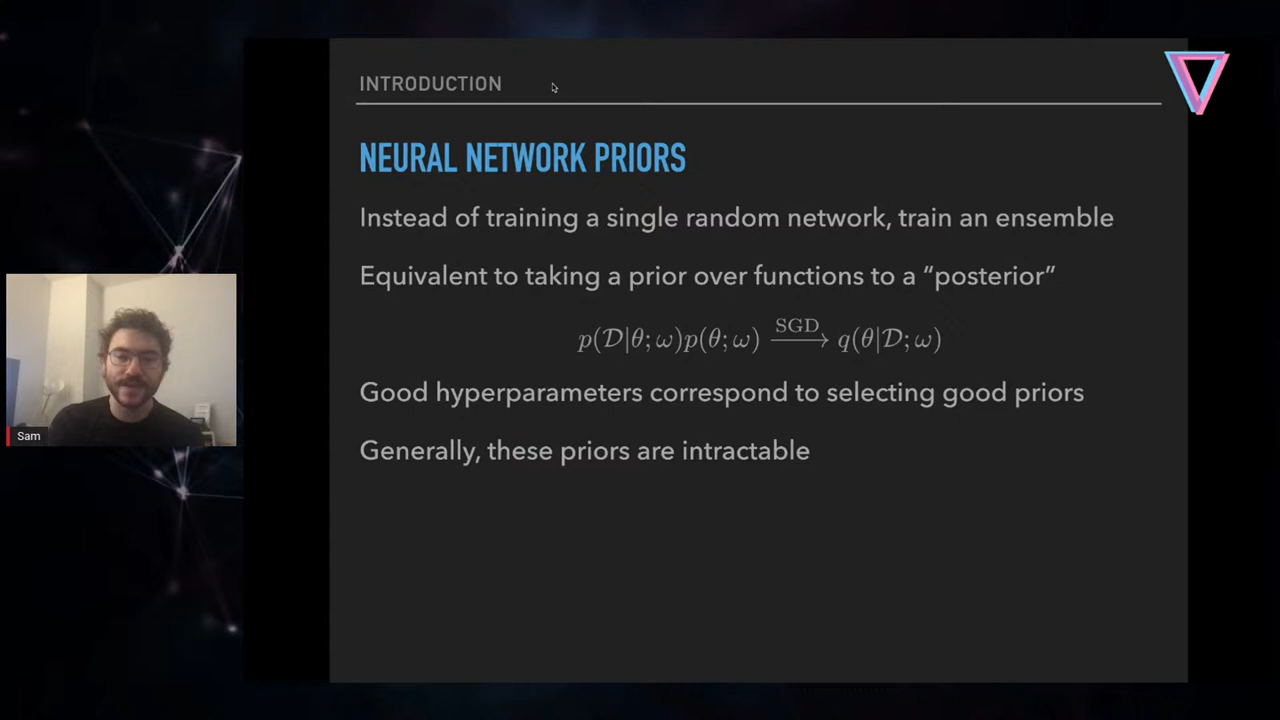 INTRODUCTION
NEURAL NETWORK PRIORS
Instead of training a single random network, train an ensemble
Equivalent to taking a prior over functions to a “posterior”
p(𝒟|θ; ω)p(θ; ω) —SGD→ q(θ|𝒟; ω)
Good hyperparameters correspond to selecting good priors
Generally, these priors are intractable
Sam